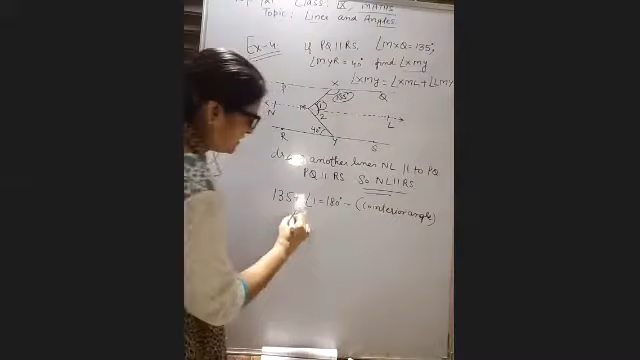 Class: IX, MATHS
Topic: Lines and Angles
Ex-4. If PQ || RS, ∠MXQ = 135°,
∠MYR = 40° find ∠XMY
∠XMY = ∠XML + ∠LMY
P X Q
135°
N M 1 2 L
40°
R Y S
another lines NL || to PQ
PQ || RS So NL || RS
135 + ∠1 = 180° - (cointerior angle)